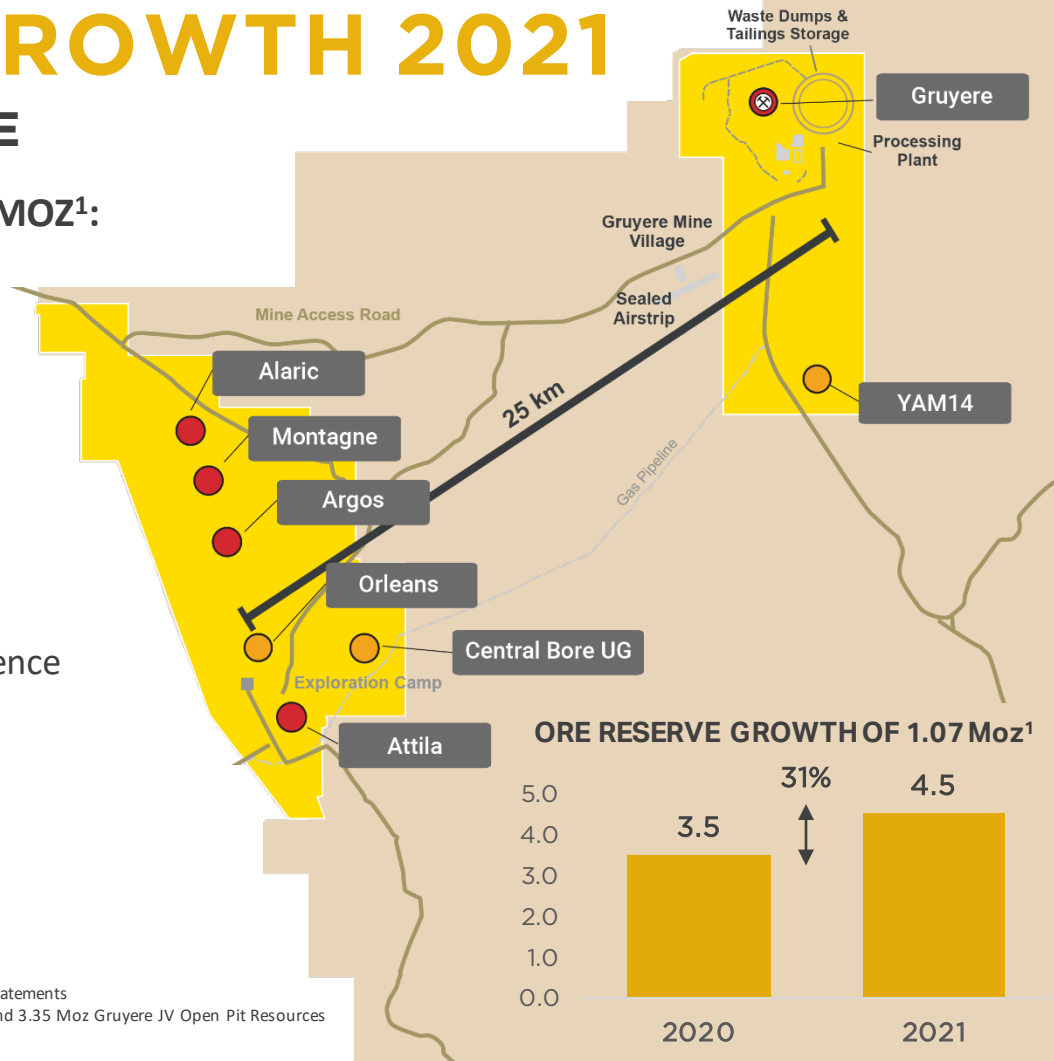 ROWTH 2021
E
MOZ¹:
ence
Waste Dumps &
Tailings Storage
Gruyere
Processing
Plant
Gruyere Mine
Village
Sealed
Airstrip
Mine Access Road
Alaric
Montagne
Argos
25 km
YAM14
Gas Pipeline
Orleans
Central Bore UG
Exploration Camp
Attila
ORE RESERVE GROWTH OF 1.07 Moz¹
31%
5.0
4.0
3.0
2.0
1.0
0.0
3.5
4.5
2020
2021
atements
nd 3.35 Moz Gruyere JV Open Pit Resources